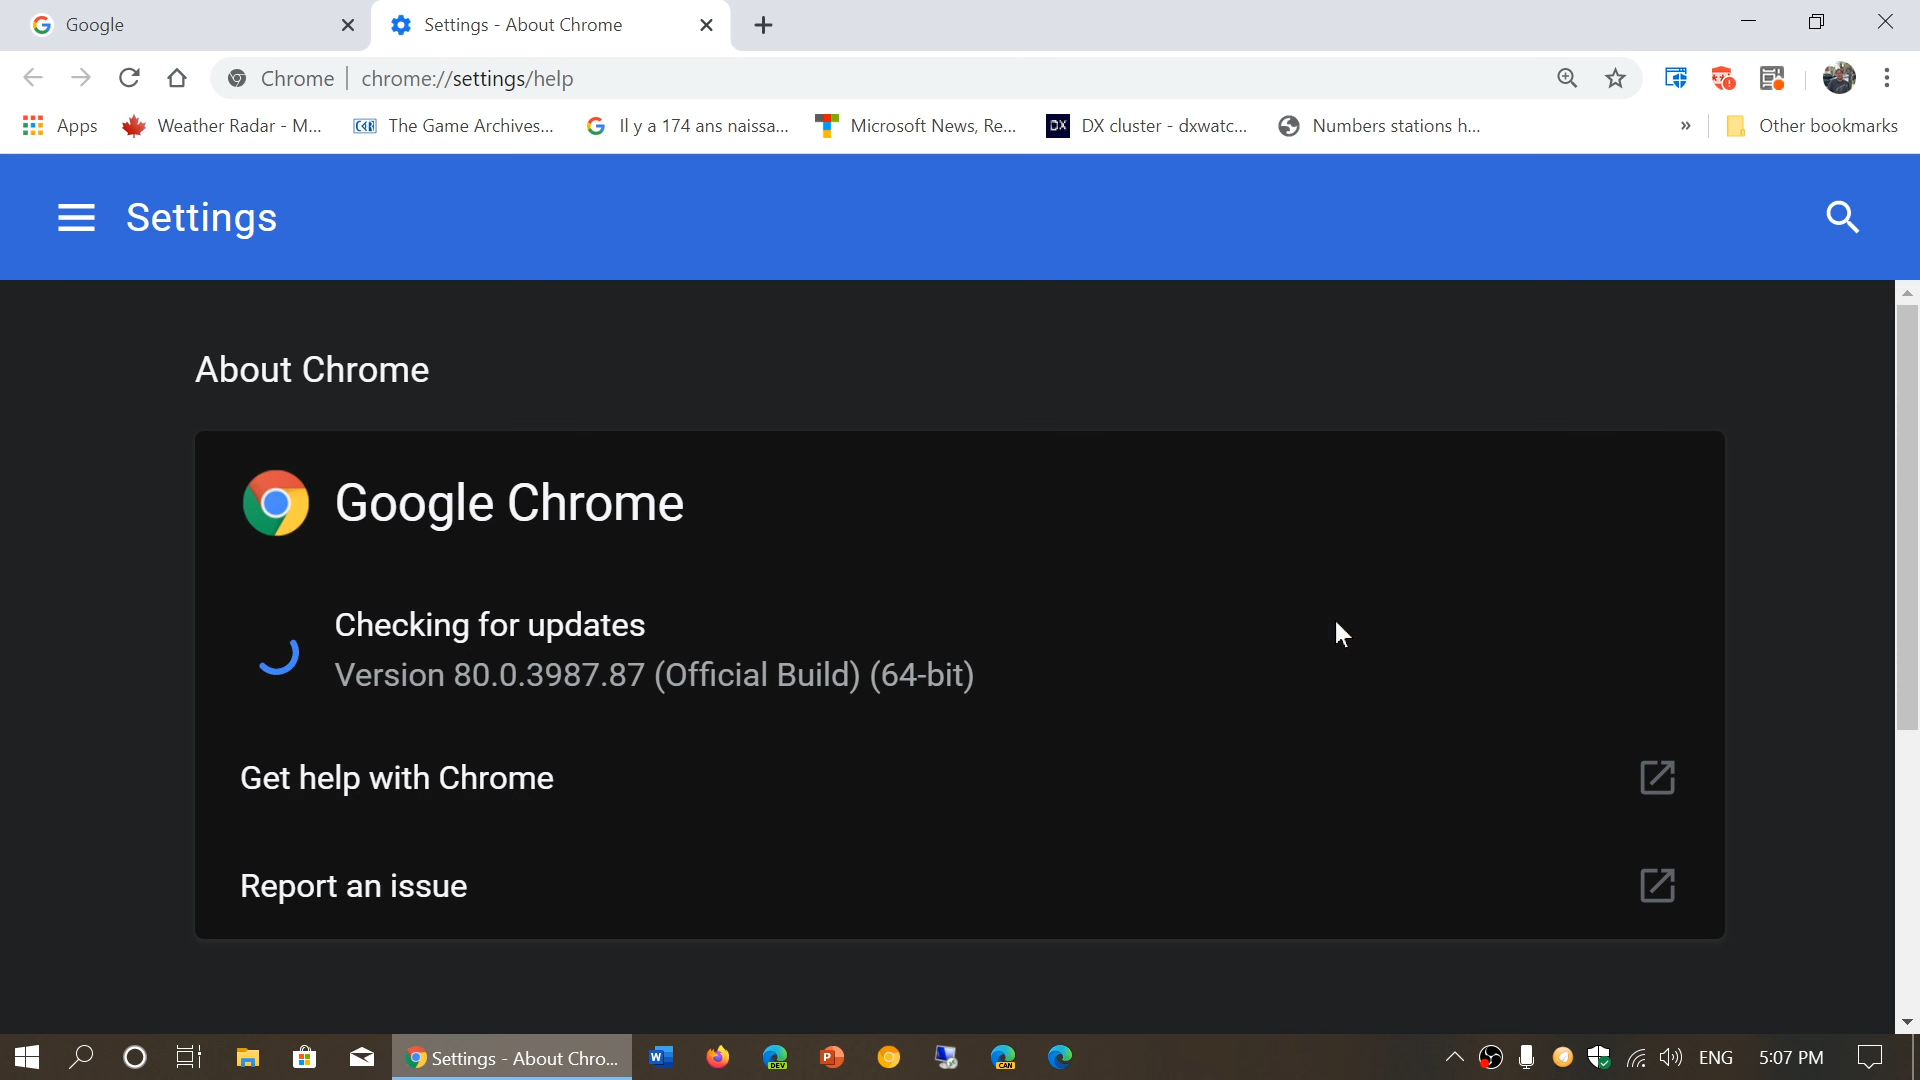 Google
Settings - About Chrome
Chrome | chrome://settings/help
Apps
Weather Radar - M...
The Game Archives...
Il y a 174 ans naissa...
Microsoft News, Re...
DX
DX cluster - dxwatc...
Numbers stations h...
»
Other bookmarks
Settings
About Chrome
Google Chrome
Checking for updates
Version 80.0.3987.87 (Official Build) (64-bit)
Get help with Chrome
Report an issue
Settings - About Chro...
DEV
CAN
ENG
5:07 PM